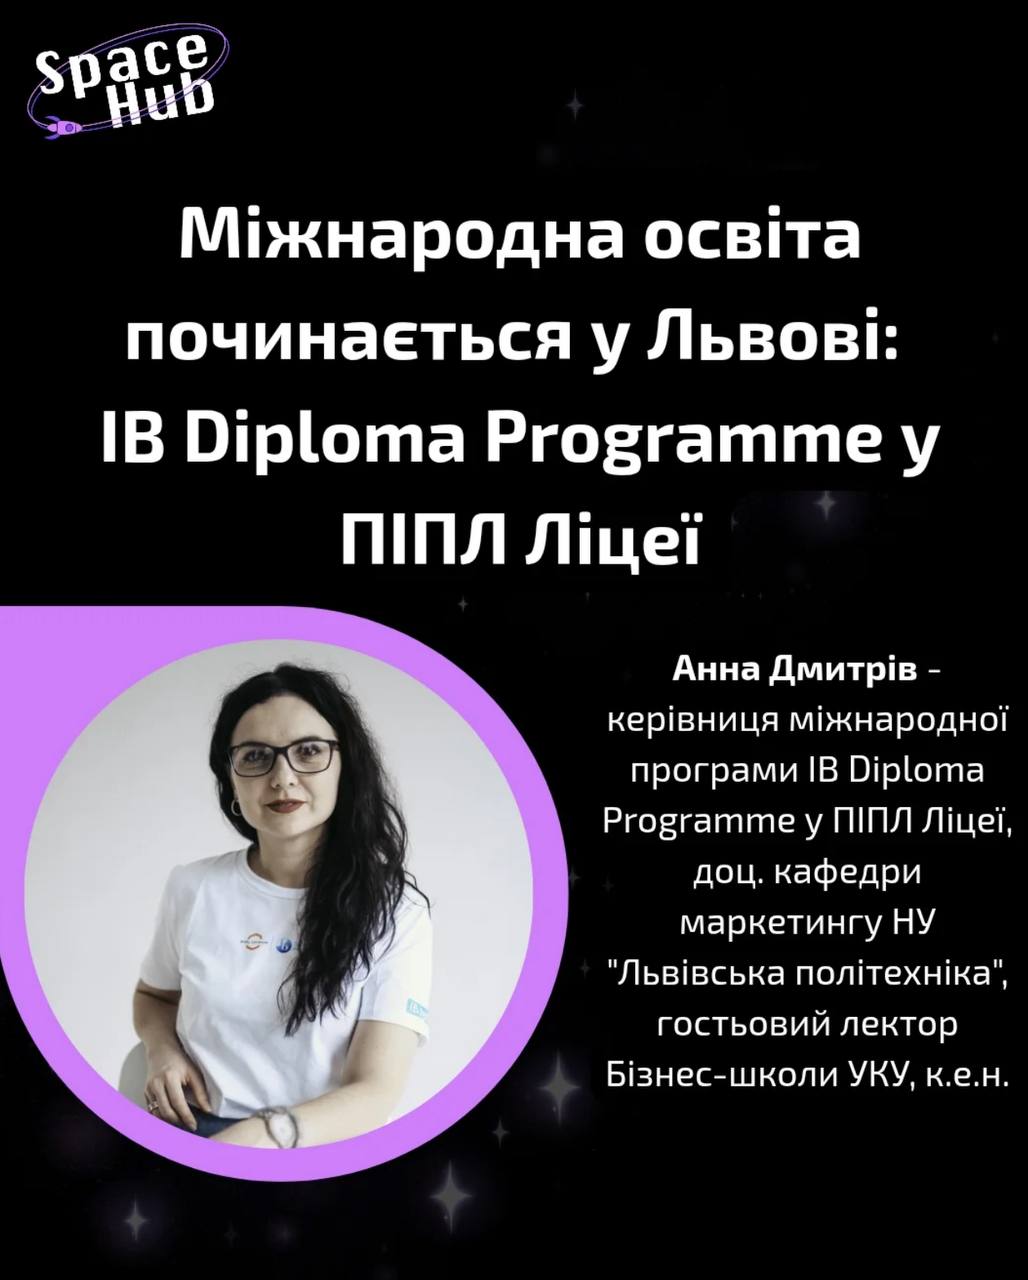 Space
Hub
Міжнародна освіта
починається у Львові:
IB Diploma Programme у
ПІПЛ Ліцеї
Анна Дмитрів -
керівниця міжнародної
програми IB Diploma
Programme у ПІПЛ Ліцеї,
доц. кафедри
маркетингу НУ
"Львівська політехніка",
гостьовий лектор
Бізнес-школи УКУ, к.е.н.